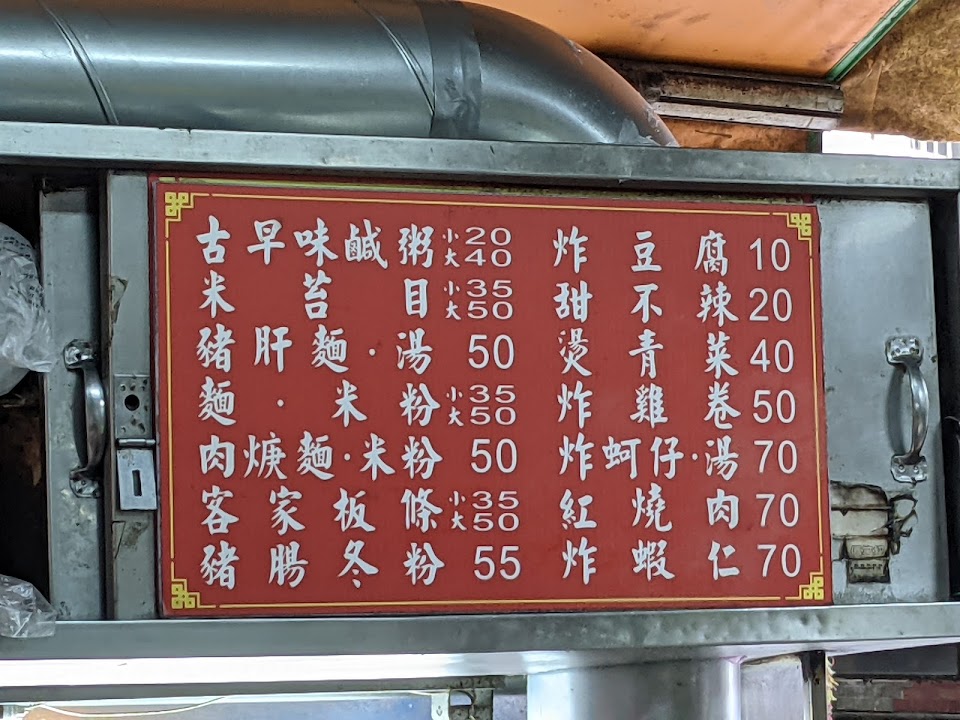 古早味鹹粥 小20 大40
米苔目 小35 大50
豬肝麵·湯 50
麵·米粉 小35 大50
肉焿麵·米粉 50
客家板條 小35 大50
豬腸冬粉 55
炸豆腐 10
甜不辣 20
燙青菜 40
炸雞卷 50
炸蚵仔·湯 70
紅燒肉 70
炸蝦仁 70